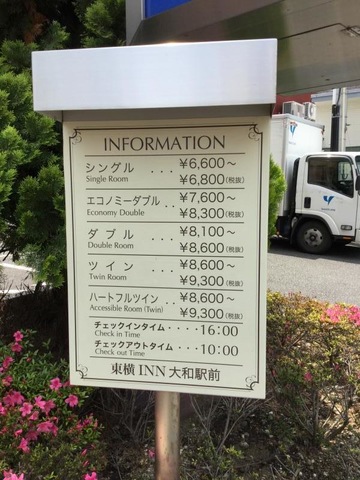 INFORMATION
シングル ... ¥6,600～
Single Room ¥6,800(税抜)
エコノミーダブル ... ¥7,600～
Economy Double ¥8,300(税抜)
ダブル ... ¥8,100～
Double Room ¥8,600(税抜)
ツイン ... ¥8,600～
Twin Room ¥9,300(税抜)
ハートフルツイン ... ¥8,600～
Accessible Room (Twin) ¥9,300(税抜)
チェックインタイム ････ 16:00
Check in Time
チェックアウトタイム ････ 10:00
Check out Time
東横INN 大和駅前